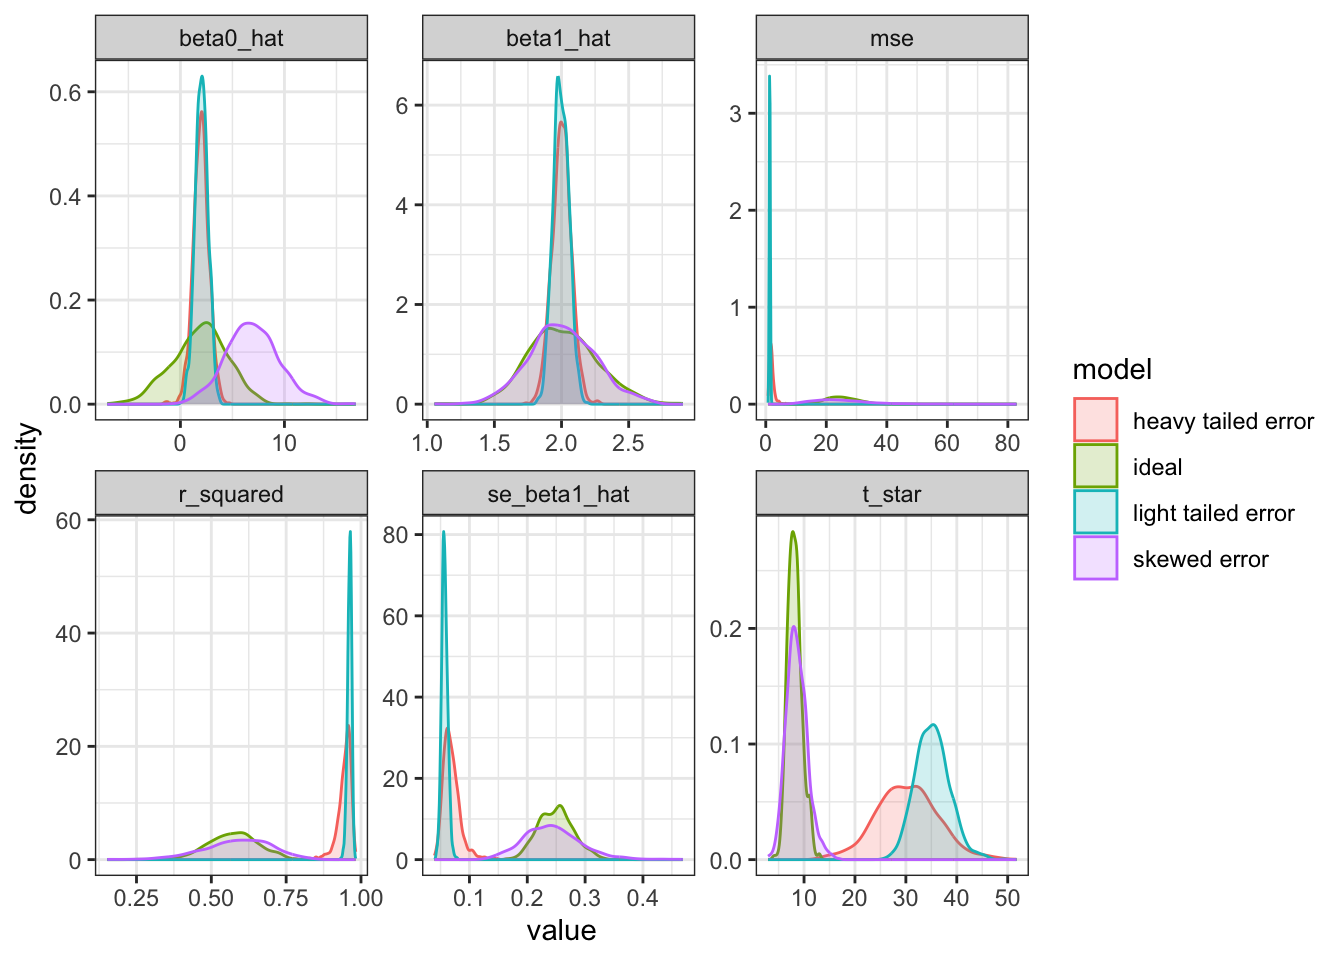 beta0_hat
beta1_hat
mse
0.6
0.4
0.2
0.0
0 10
6
4
2
0
1.0 1.5 2.0 2.5
3
2
1
0
0 20 40 60 80
density
r_squared
se_beta1_hat
t_star
60
40
20
0
0.25 0.50 0.75 1.00
80
60
40
20
0
0.1 0.2 0.3 0.4
0.2
0.1
0.0
10 20 30 40 50
value
model
heavy tailed error
ideal
light tailed error
skewed error